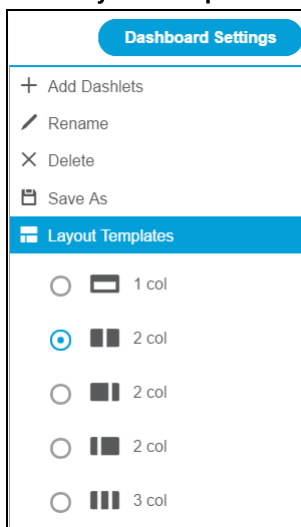 Dashboard Settings
Add Dashlets
Rename
Delete
Save As
Layout Templates
1 col
2 col
2 col
2 col
3 col